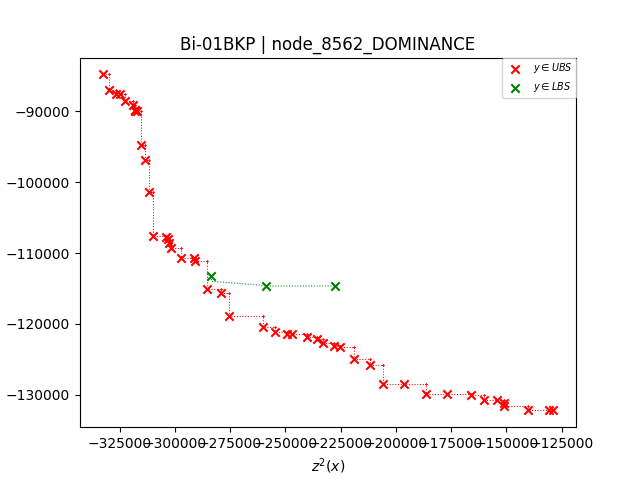 Bi-01BKP | node_8562_DOMINANCE
y ∈ UBS
y ∈ LBS
−90000
−100000
−110000
−120000
−130000
−325000 −300000 −275000 −250000 −225000 −200000 −175000 −150000 −125000
z²(x)